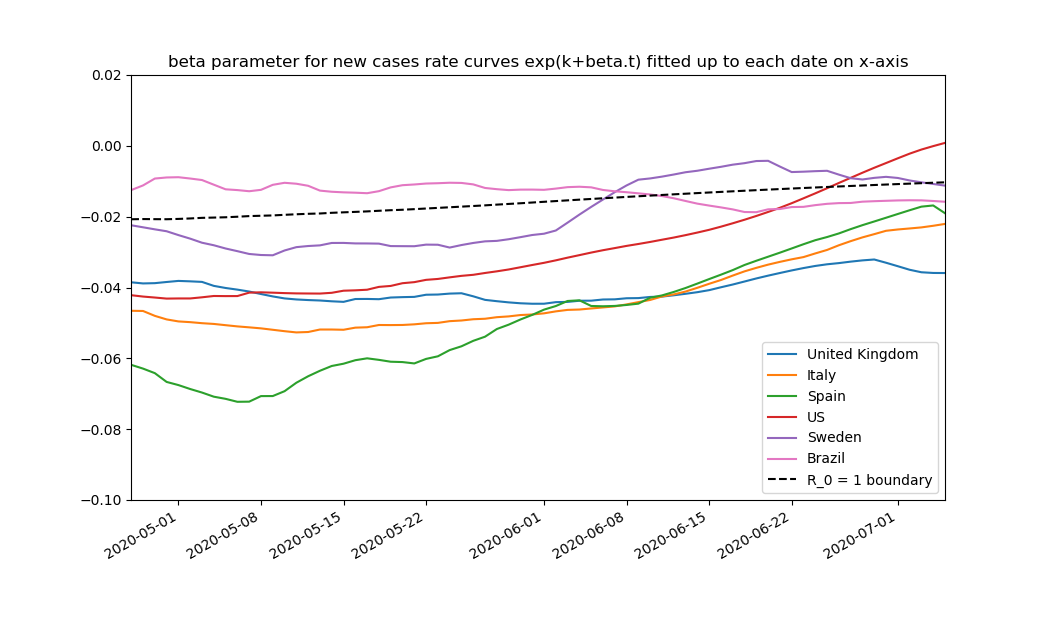 beta parameter for new cases rate curves exp(k+beta.t) fitted up to each date on x-axis
0.02
0.00
−0.02
−0.04
−0.06
−0.08
−0.10
United Kingdom
Italy
Spain
US
Sweden
Brazil
R_0 = 1 boundary
2020-05-01
2020-05-08
2020-05-15
2020-05-22
2020-06-01
2020-06-08
2020-06-15
2020-06-22
2020-07-01